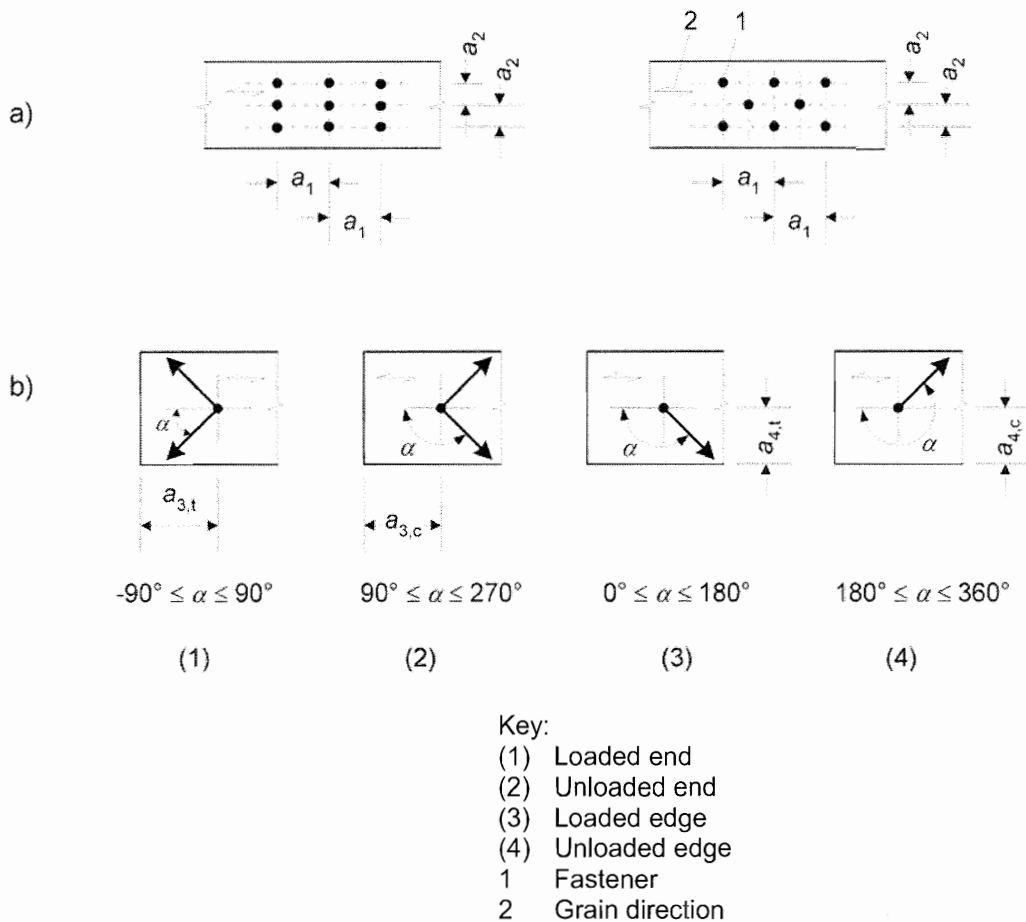 a)
a2
a2
a1
a1
2 1
a2
a2
a1
a1
b)
α
a3,t
α
a3,c
α
a4,t
α
a4,c
-90° ≤ α ≤ 90°
90° ≤ α ≤ 270°
0° ≤ α ≤ 180°
180° ≤ α ≤ 360°
(1)
(2)
(3)
(4)
Key:
(1) Loaded end
(2) Unloaded end
(3) Loaded edge
(4) Unloaded edge
1 Fastener
2 Grain direction